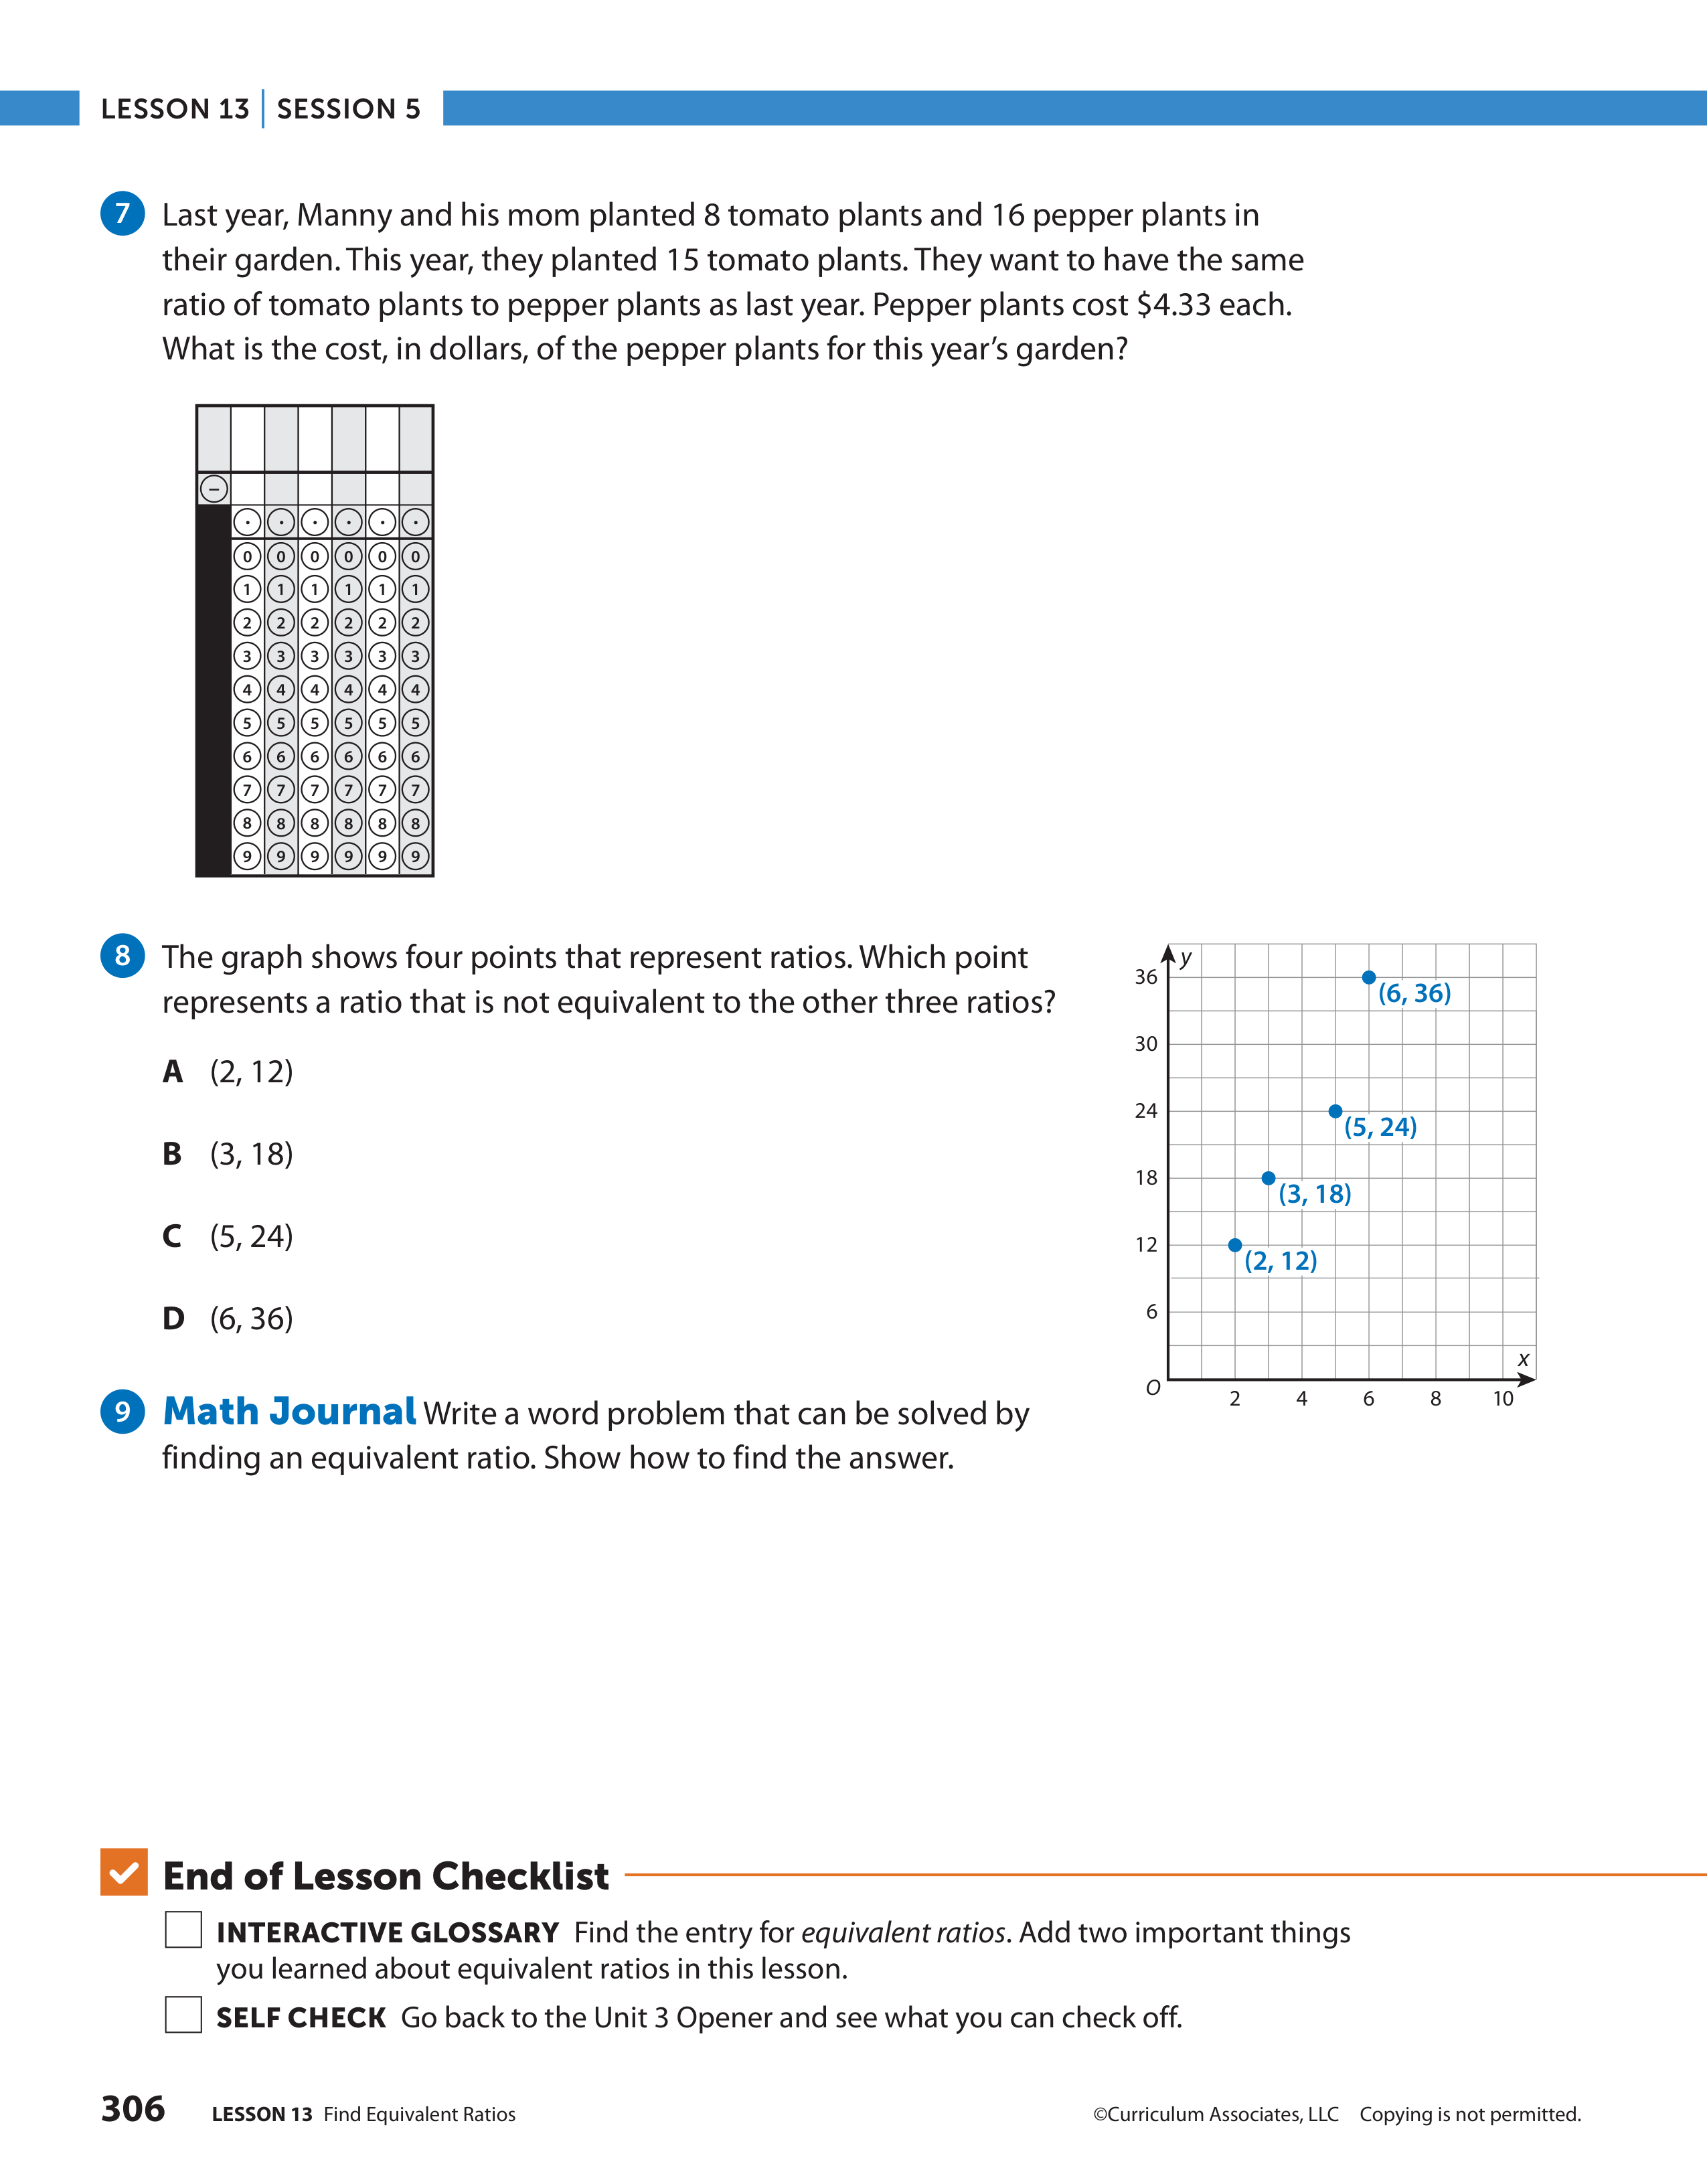 LESSON 13 | SESSION 5
7 Last year, Manny and his mom planted 8 tomato plants and 16 pepper plants in
their garden. This year, they planted 15 tomato plants. They want to have the same
ratio of tomato plants to pepper plants as last year. Pepper plants cost $4.33 each.
What is the cost, in dollars, of the pepper plants for this year’s garden?
−
. . . . . .
0 0 0 0 0 0
1 1 1 1 1 1
2 2 2 2 2 2
3 3 3 3 3 3
4 4 4 4 4 4
5 5 5 5 5 5
6 6 6 6 6 6
7 7 7 7 7 7
8 8 8 8 8 8
9 9 9 9 9 9
8 The graph shows four points that represent ratios. Which point
represents a ratio that is not equivalent to the other three ratios?
A (2, 12)
B (3, 18)
C (5, 24)
D (6, 36)
y
36
(6, 36)
30
24
(5, 24)
18
(3, 18)
12
(2, 12)
6
x
O 2 4 6 8 10
9 Math Journal Write a word problem that can be solved by
finding an equivalent ratio. Show how to find the answer.
End of Lesson Checklist
INTERACTIVE GLOSSARY Find the entry for equivalent ratios. Add two important things
you learned about equivalent ratios in this lesson.
SELF CHECK Go back to the Unit 3 Opener and see what you can check off.
306 LESSON 13 Find Equivalent Ratios ©Curriculum Associates, LLC Copying is not permitted.